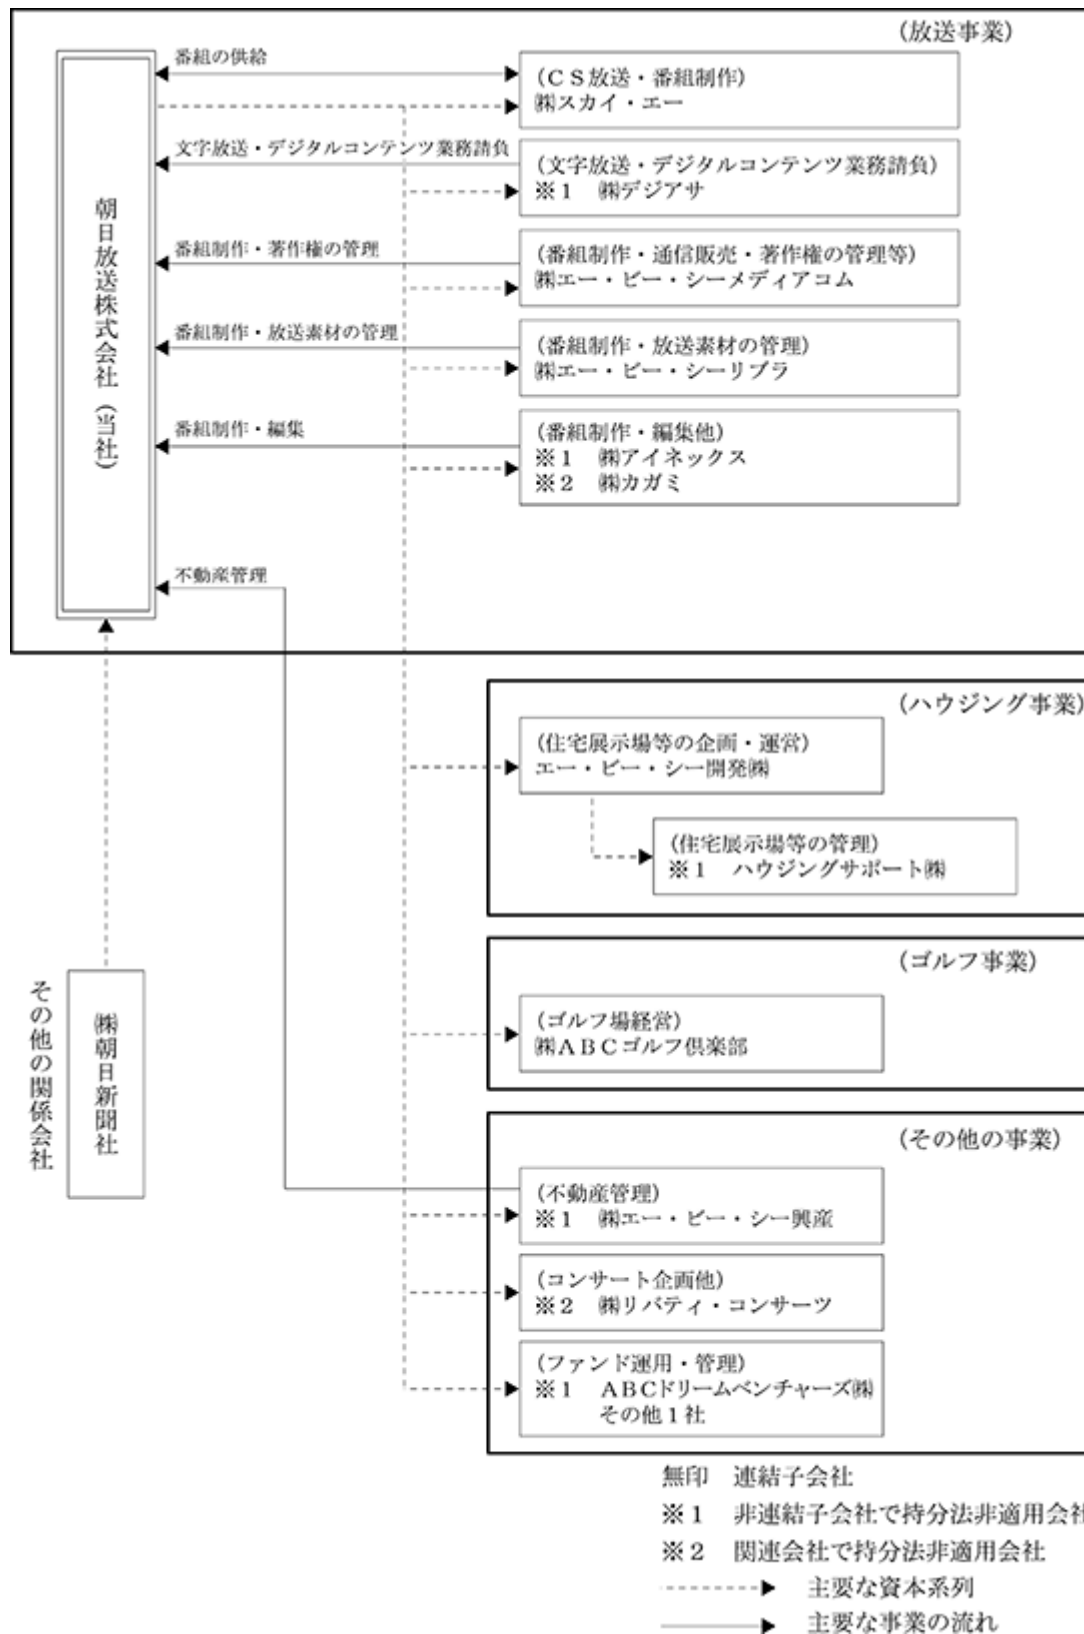 (放送事業)
番組の供給
(ＣＳ放送・番組制作)
㈱スカイ・エー
文字放送・デジタルコンテンツ業務請負
(文字放送・デジタルコンテンツ業務請負)
※１　㈱デジアサ
朝日放送株式会社（当社）
番組制作・著作権の管理
(番組制作・通信販売・著作権の管理等)
㈱エー・ビー・シーメディアコム
番組制作・放送素材の管理
(番組制作・放送素材の管理)
㈱エー・ビー・シーリブラ
番組制作・編集
(番組制作・編集他)
※１　㈱アイネックス
※２　㈱カガミ
不動産管理
(ハウジング事業)
(住宅展示場等の企画・運営)
エー・ビー・シー開発㈱
(住宅展示場等の管理)
※１　ハウジングサポート㈱
(ゴルフ事業)
(ゴルフ場経営)
㈱ＡＢＣゴルフ倶楽部
その他の関係会社
㈱朝日新聞社
(その他の事業)
(不動産管理)
※１　㈱エー・ビー・シー興産
(コンサート企画他)
※２　㈱リバティ・コンサーツ
(ファンド運用・管理)
※１　ＡＢＣドリームベンチャーズ㈱
その他１社
無印　連結子会社
※１　非連結子会社で持分法非適用会社
※２　関連会社で持分法非適用会社
主要な資本系列
主要な事業の流れ